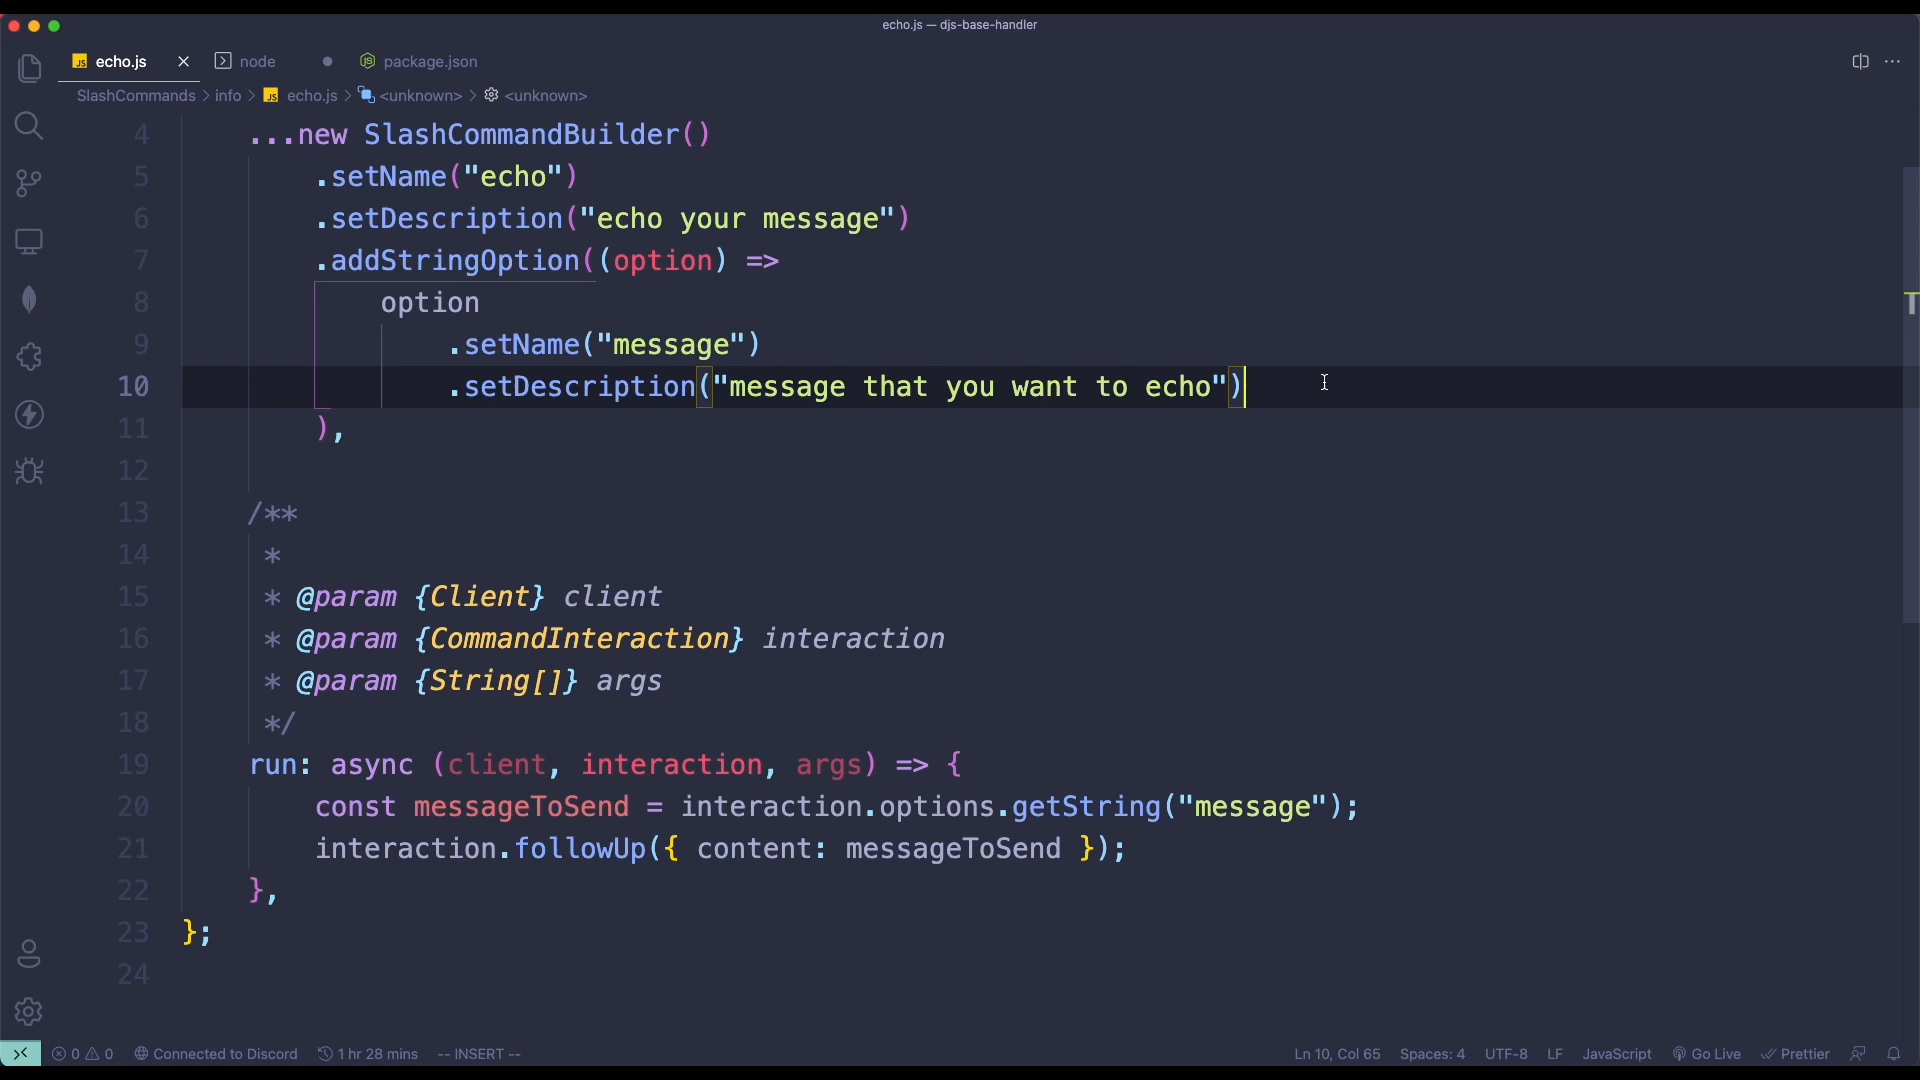 echo.js — djs-base-handler
echo.js node package.json
SlashCommands > info > JS echo.js > <unknown> > <unknown>
4 ...new SlashCommandBuilder()
5 .setName("echo")
6 .setDescription("echo your message")
7 .addStringOption((option) =>
8 option
9 .setName("message")
10 .setDescription("message that you want to echo")
11 ),
12
13 /**
14 *
15 * @param {Client} client
16 * @param {CommandInteraction} interaction
17 * @param {String[]} args
18 */
19 run: async (client, interaction, args) => {
20 const messageToSend = interaction.options.getString("message");
21 interaction.followUp({ content: messageToSend });
22 },
23 };
24
0 0 Connected to Discord 1 hr 28 mins -- INSERT -- Ln 10, Col 65 Spaces: 4 UTF-8 LF JavaScript Go Live Prettier